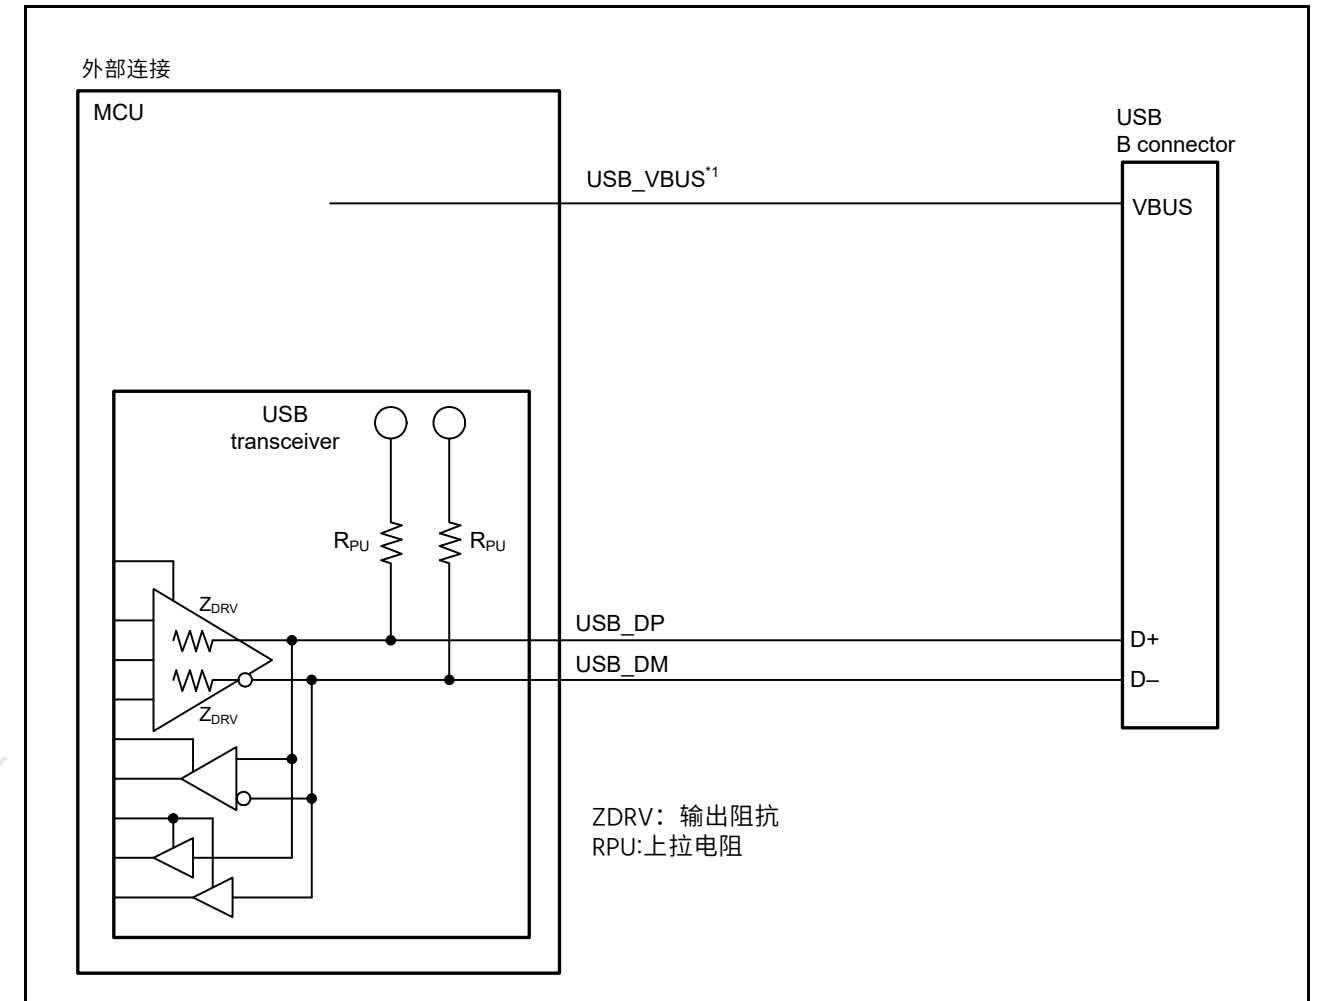 外部连接
MCU
USB
B connector
USB_VBUS*1
VBUS
USB
transceiver
RPU
RPU
ZDRV
USB_DP
D+
USB_DM
D–
ZDRV
ZDRV：输出阻抗
RPU:上拉电阻